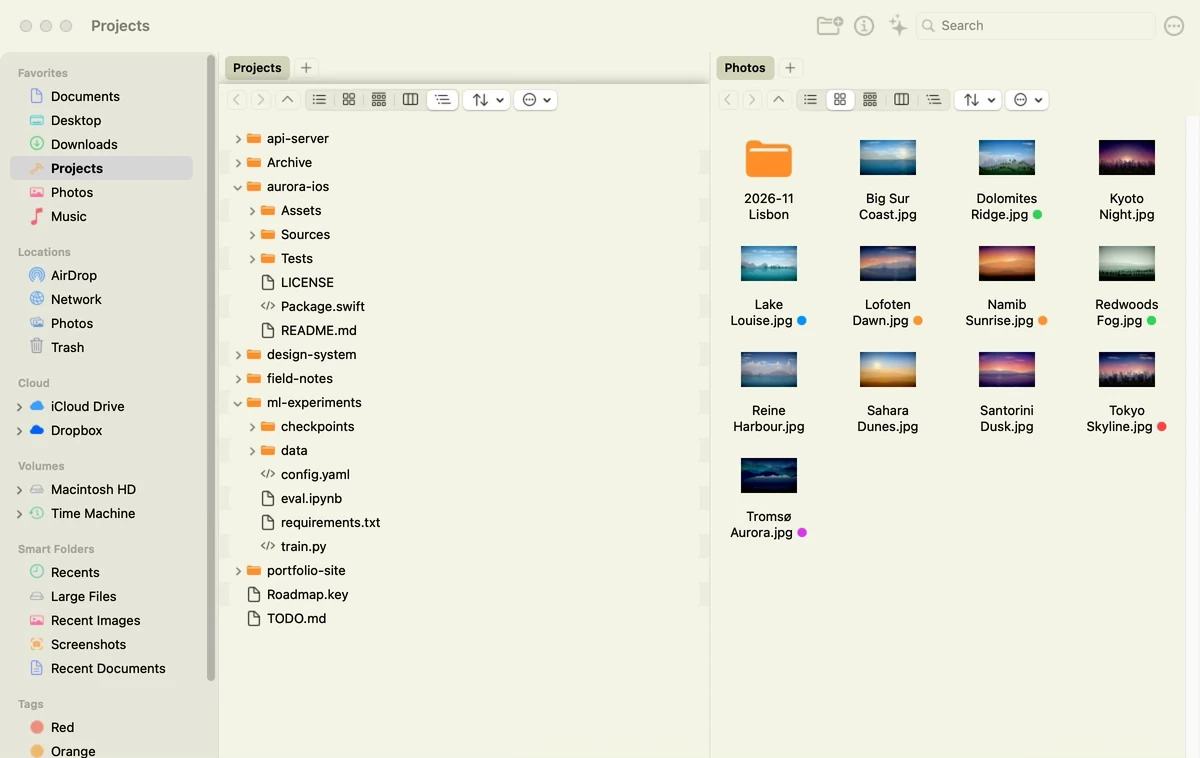 Projects
Search
Favorites
Documents
Desktop
Downloads
Projects
Photos
Music
Locations
AirDrop
Network
Photos
Trash
Cloud
iCloud Drive
Dropbox
Volumes
Macintosh HD
Time Machine
Smart Folders
Recents
Large Files
Recent Images
Screenshots
Recent Documents
Tags
Red
Orange
Projects
api-server
Archive
aurora-ios
Assets
Sources
Tests
LICENSE
Package.swift
README.md
design-system
field-notes
ml-experiments
checkpoints
data
config.yaml
eval.ipynb
requirements.txt
train.py
portfolio-site
Roadmap.key
TODO.md
Photos
2026-11
Lisbon
Big Sur
Coast.jpg
Dolomites
Ridge.jpg
Kyoto
Night.jpg
Lake
Louise.jpg
Lofoten
Dawn.jpg
Namib
Sunrise.jpg
Redwoods
Fog.jpg
Reine
Harbour.jpg
Sahara
Dunes.jpg
Santorini
Dusk.jpg
Tokyo
Skyline.jpg
Tromsø
Aurora.jpg